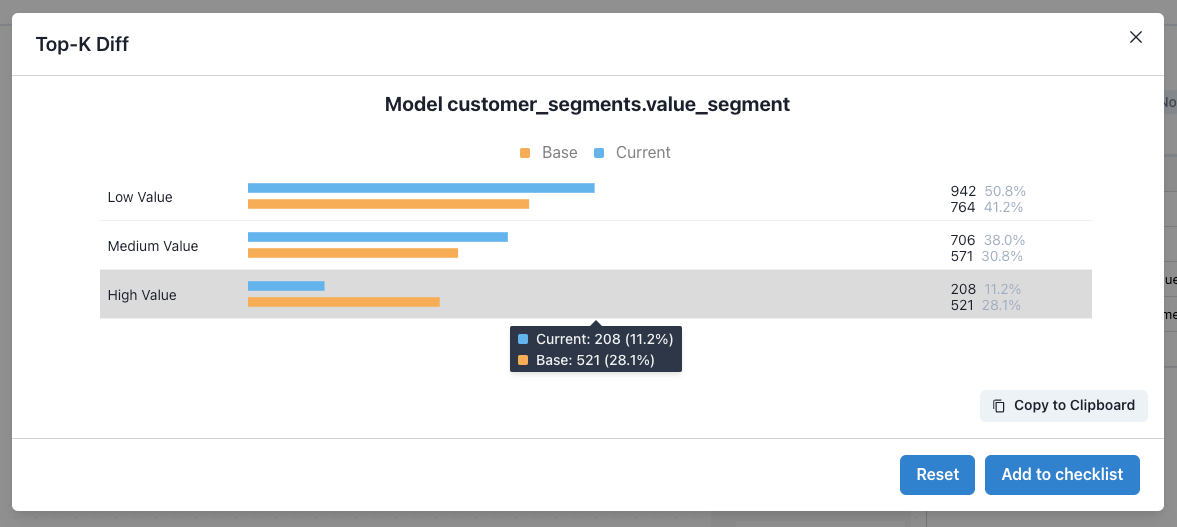 Top-K Diff
Model customer_segments.value_segment
Base Current
Low Value 942 50.8%
764 41.2%
Medium Value 706 38.0%
571 30.8%
High Value 208 11.2%
521 28.1%
Current: 208 (11.2%)
Base: 521 (28.1%)
Copy to Clipboard
Reset Add to checklist